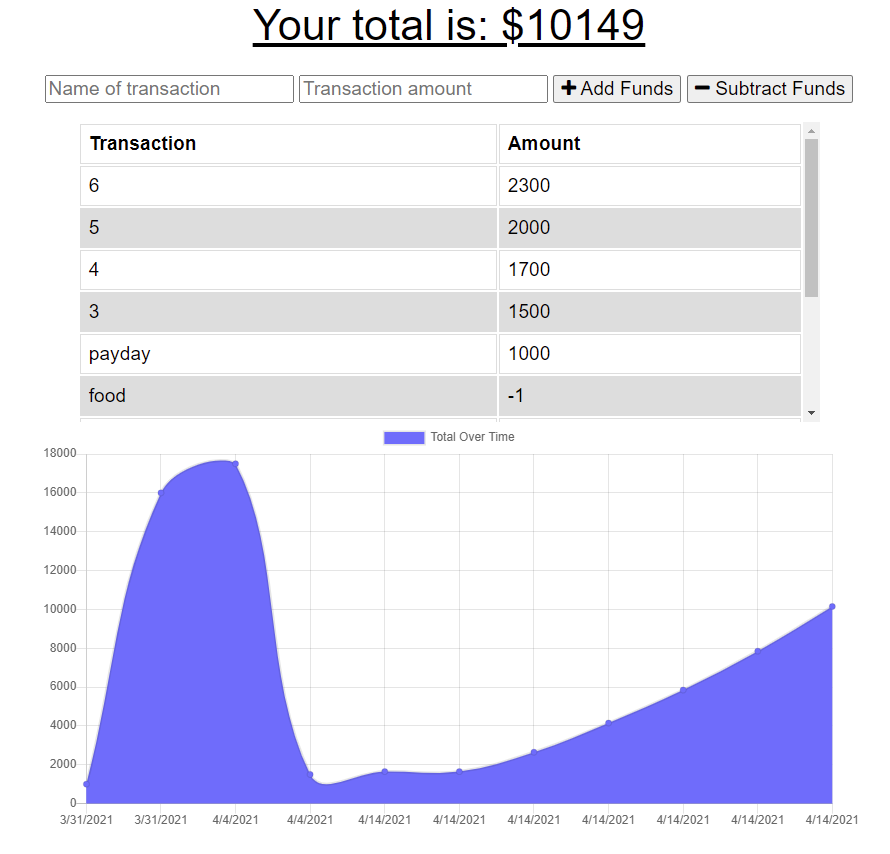 Your total is: $10149
Name of transaction Transaction amount + Add Funds − Subtract Funds
Transaction Amount
6 2300
5 2000
4 1700
3 1500
payday 1000
food -1
Total Over Time
18000
16000
14000
12000
10000
8000
6000
4000
2000
0
3/31/2021 3/31/2021 4/4/2021 4/4/2021 4/14/2021 4/14/2021 4/14/2021 4/14/2021 4/14/2021 4/14/2021 4/14/2021